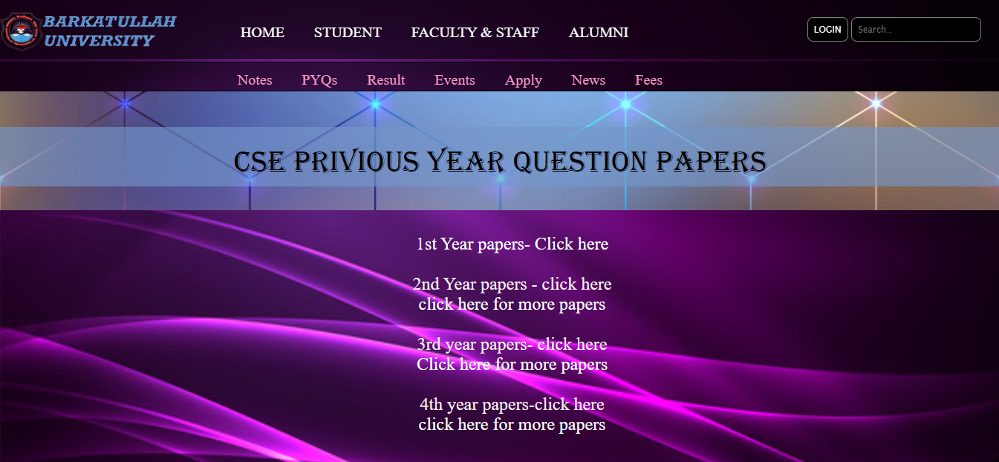 BARKATULLAH
UNIVERSITY
HOME STUDENT FACULTY & STAFF ALUMNI
LOGIN Search..
Notes PYQs Result Events Apply News Fees
CSE PRIVIOUS YEAR QUESTION PAPERS
1st Year papers- Click here
2nd Year papers - click here
click here for more papers
3rd year papers- click here
Click here for more papers
4th year papers-click here
click here for more papers